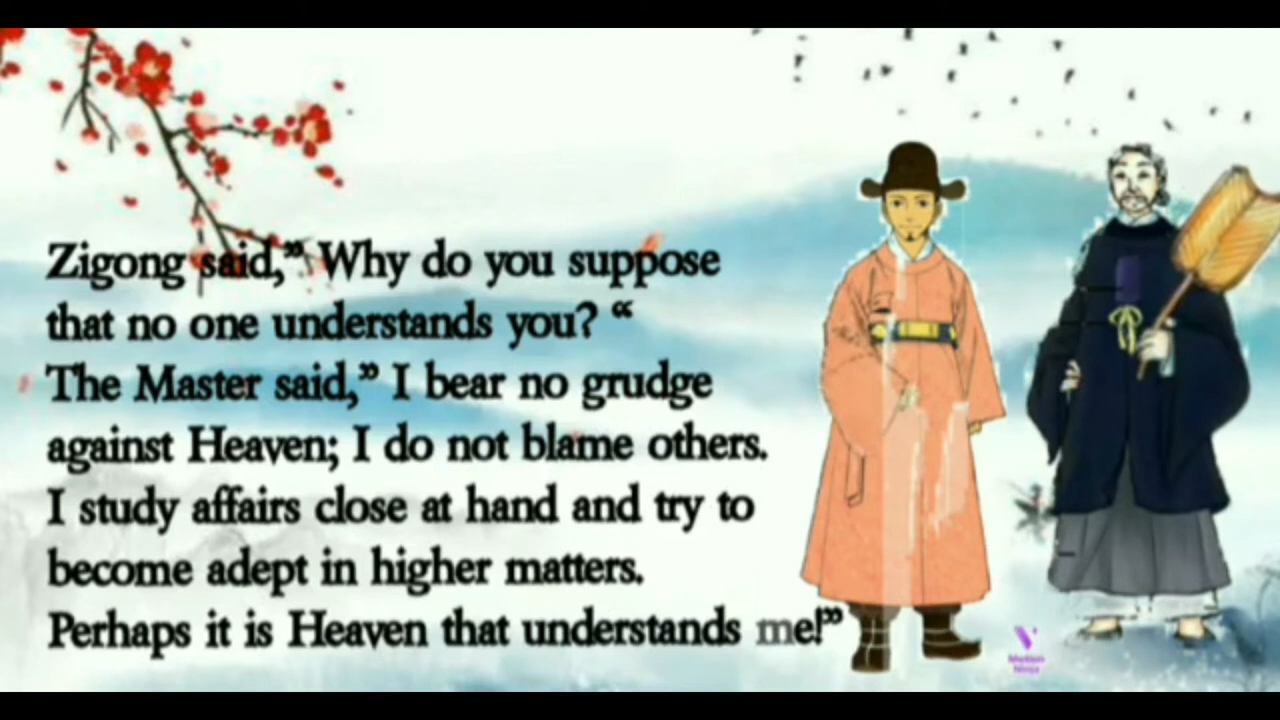 Zigong said,” Why do you suppose
that no one understands you? “
The Master said,” I bear no grudge
against Heaven; I do not blame others.
I study affairs close at hand and try to
become adept in higher matters.
Perhaps it is Heaven that understands me!”
Motion
Ninja